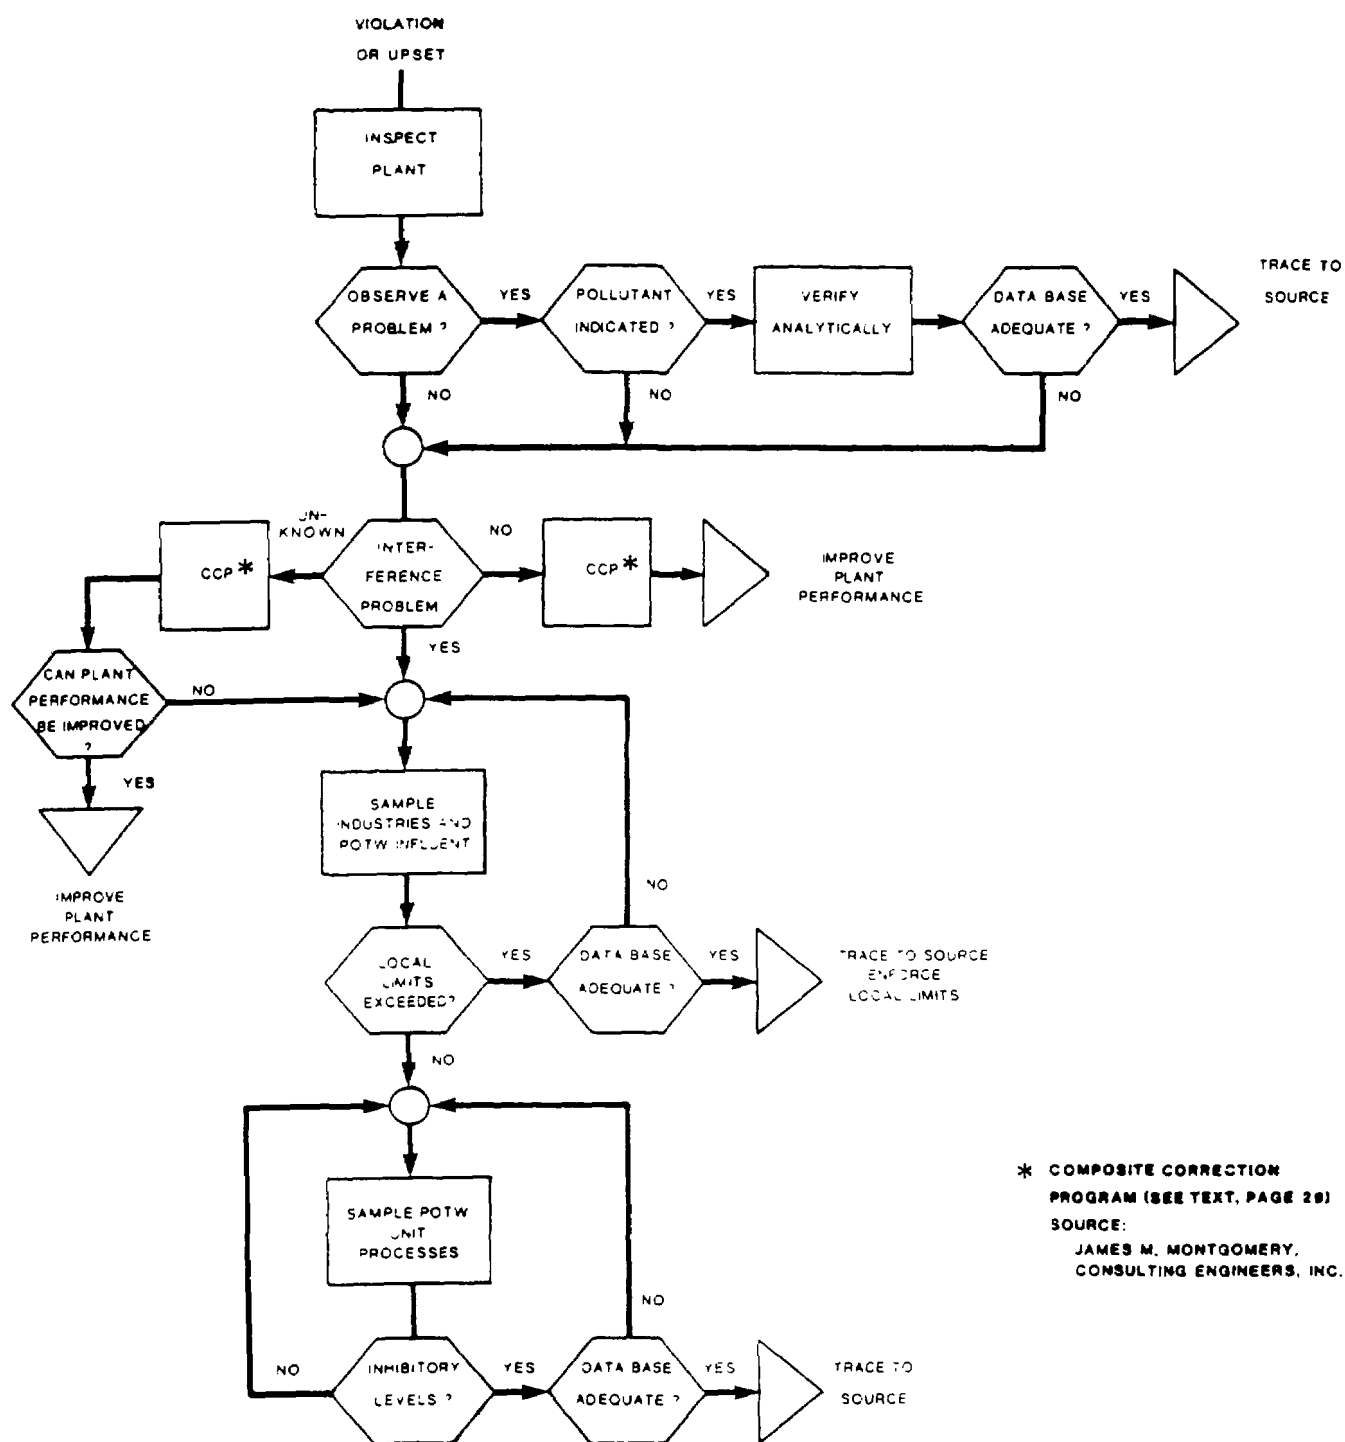 VIOLATION
OR UPSET
INSPECT
PLANT
OBSERVE A
PROBLEM ?
YES
POLLUTANT
INDICATED ?
YES
VERIFY
ANALYTICALLY
DATA BASE
ADEQUATE ?
YES
TRACE TO
SOURCE
NO
NO
NO
UN-
KNOWN
CCP *
INTER-
FERENCE
PROBLEM
NO
CCP *
IMPROVE
PLANT
PERFORMANCE
YES
CAN PLANT
PERFORMANCE
BE IMPROVED
?
NO
YES
IMPROVE
PLANT
PERFORMANCE
SAMPLE
INDUSTRIES AND
POTW INFLUENT
NO
LOCAL
LIMITS
EXCEEDED?
YES
DATA BASE
ADEQUATE ?
YES
TRACE TO SOURCE
ENFORCE
LOCAL LIMITS
NO
SAMPLE POTW
UNIT
PROCESSES
NO
NO
INHIBITORY
LEVELS ?
YES
DATA BASE
ADEQUATE ?
YES
TRACE TO
SOURCE
* COMPOSITE CORRECTION
PROGRAM (SEE TEXT, PAGE
SOURCE:
JAMES M. MONTGOMERY,
CONSULTING ENGINEERS, INC.